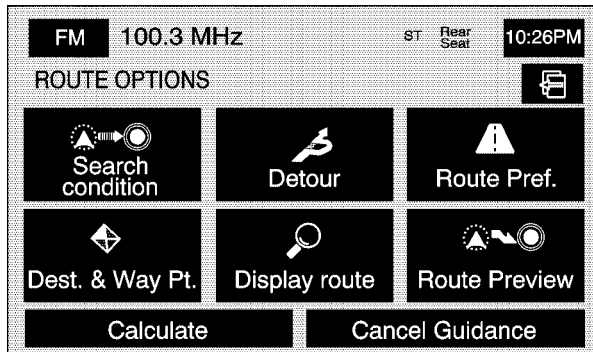 FM 100.3 MHz ST Rear Seat 10:26PM
ROUTE OPTIONS
Search condition
Detour
Route Pref.
Dest. & Way Pt.
Display route
Route Preview
Calculate
Cancel Guidance